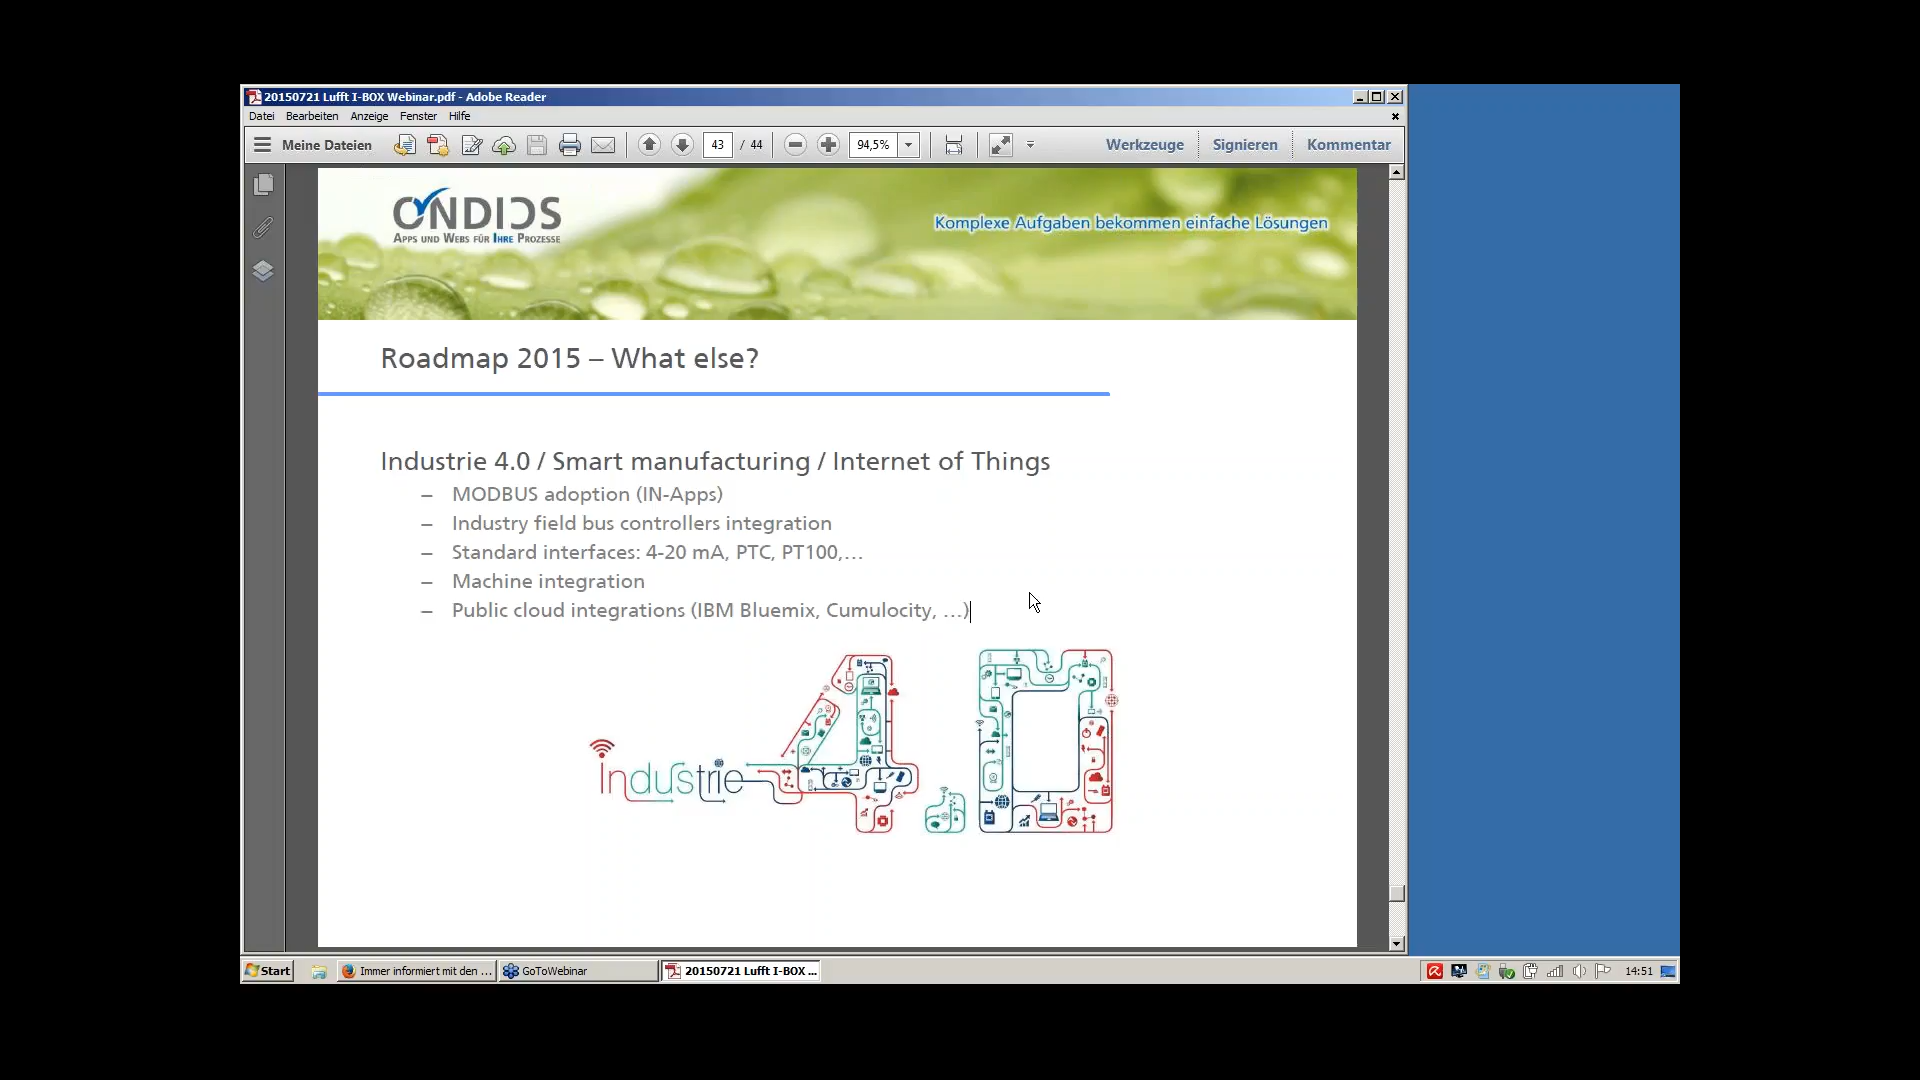 20150721 Lufft I-BOX Webinar.pdf - Adobe Reader
Datei Bearbeiten Anzeige Fenster Hilfe
Meine Dateien 43 / 44 94,5% Werkzeuge Signieren Kommentar
ONDICS
APPS UND WEBS FÜR IHRE PROZESSE
Komplexe Aufgaben bekommen einfache Lösungen
Roadmap 2015 – What else?
Industrie 4.0 / Smart manufacturing / Internet of Things
– MODBUS adoption (IN-Apps)
– Industry field bus controllers integration
– Standard interfaces: 4-20 mA, PTC, PT100,…
– Machine integration
– Public cloud integrations (IBM Bluemix, Cumulocity, …)
Industrie 4.0
Start Immer informiert mit den ... GoToWebinar 20150721 Lufft I-BOX ... 14:51